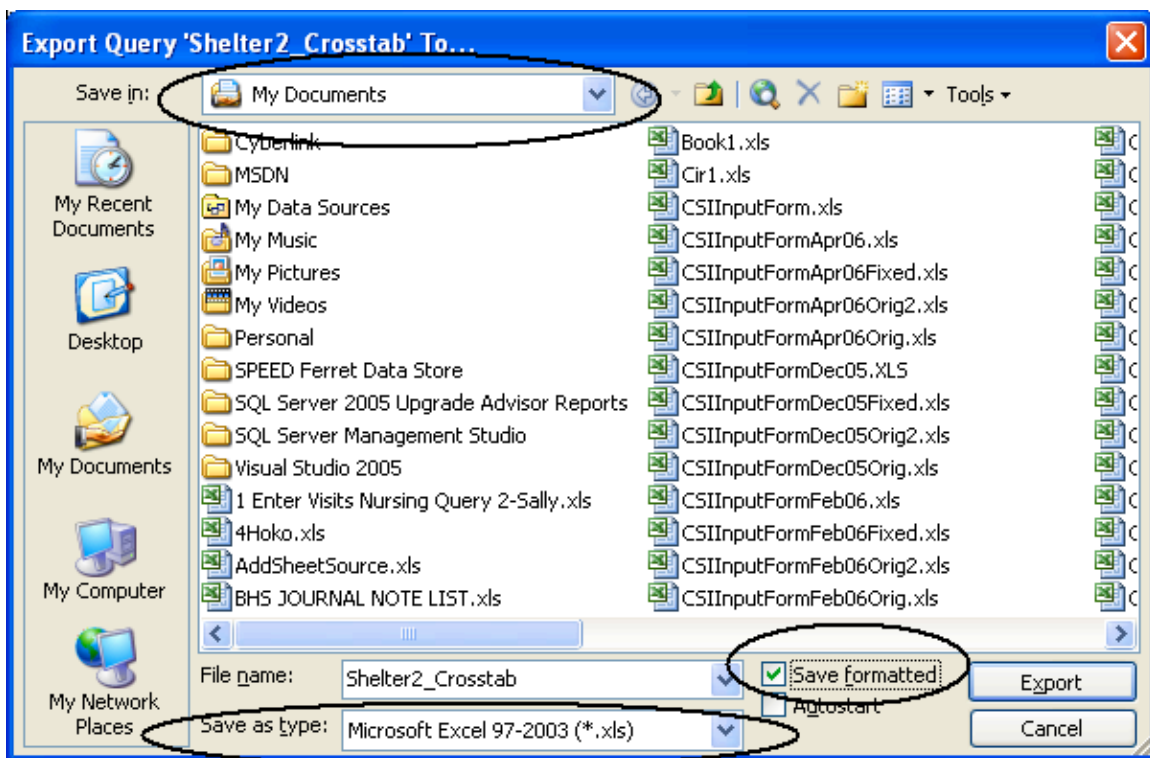 Export Query 'Shelter2_Crosstab' To...
Save in:
My Documents
Tools
My Recent
Documents
Desktop
My Documents
My Computer
My Network
Places
Cyberlink
MSDN
My Data Sources
My Music
My Pictures
My Videos
Personal
SPEED Ferret Data Store
SQL Server 2005 Upgrade Advisor Reports
SQL Server Management Studio
Visual Studio 2005
1 Enter Visits Nursing Query 2-Sally.xls
4Hoko.xls
AddSheetSource.xls
BHS JOURNAL NOTE LIST.xls
Book1.xls
Cir1.xls
CSIInputForm.xls
CSIInputFormApr06.xls
CSIInputFormApr06Fixed.xls
CSIInputFormApr06Orig2.xls
CSIInputFormApr06Orig.xls
CSIInputFormDec05.XLS
CSIInputFormDec05Fixed.xls
CSIInputFormDec05Orig2.xls
CSIInputFormDec05Orig.xls
CSIInputFormFeb06.xls
CSIInputFormFeb06Fixed.xls
CSIInputFormFeb06Orig2.xls
CSIInputFormFeb06Orig.xls
File name:
Shelter2_Crosstab
Save as type:
Microsoft Excel 97-2003 (*.xls)
Save formatted
Autostart
Export
Cancel